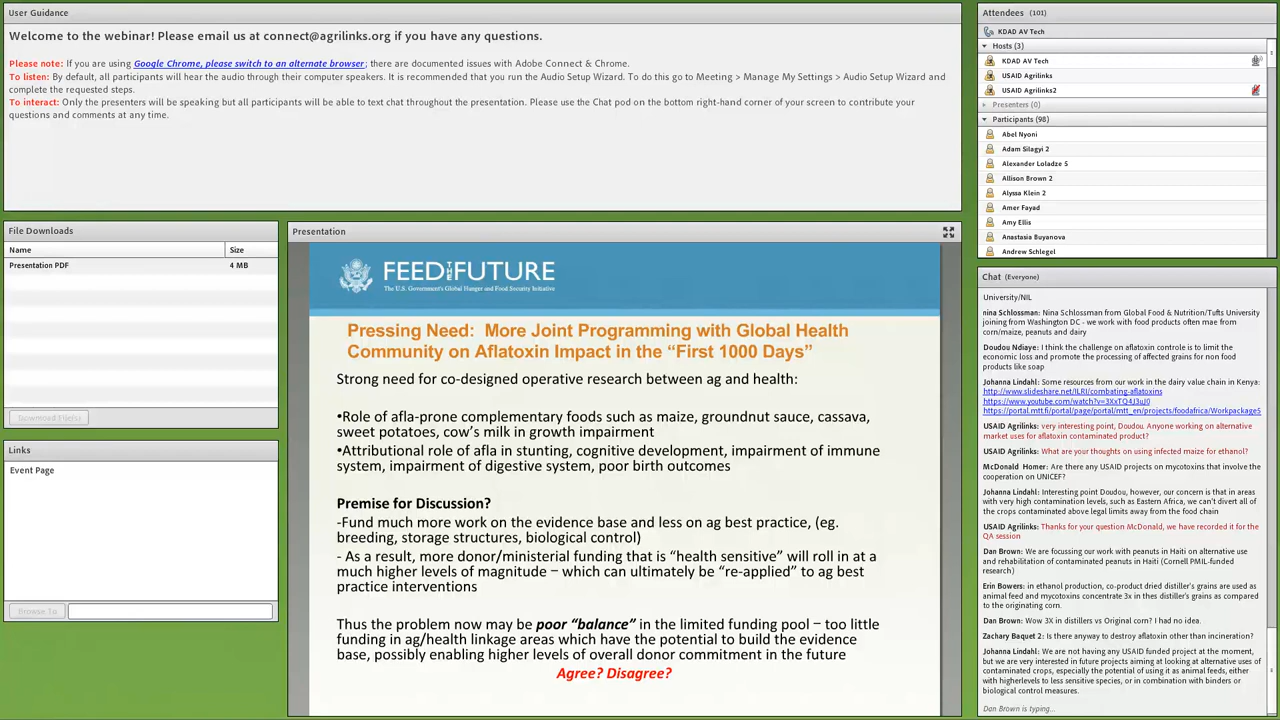 User Guidance
Welcome to the webinar! Please email us at connect@agrilinks.org if you have any questions.
Please note: If you are using Google Chrome, please switch to an alternate browser; there are documented issues with Adobe Connect & Chrome.
To listen: By default, all participants will hear the audio through their computer speakers. It is recommended that you run the Audio Setup Wizard. To do this go to Meeting > Manage My Settings > Audio Setup Wizard and
complete the requested steps.
To interact: Only the presenters will be speaking but all participants will be able to text chat throughout the presentation. Please use the Chat pod on the bottom right-hand corner of your screen to contribute your
questions and comments at any time.
File Downloads
Name Size
Presentation PDF 4 MB
Download File(s)
Links
Event Page
Browse To
Presentation
FEED THE FUTURE
The U.S. Government's Global Hunger and Food Security Initiative
Pressing Need: More Joint Programming with Global Health
Community on Aflatoxin Impact in the “First 1000 Days”
Strong need for co-designed operative research between ag and health:
•Role of afla-prone complementary foods such as maize, groundnut sauce, cassava,
sweet potatoes, cow’s milk in growth impairment
•Attributional role of afla in stunting, cognitive development, impairment of immune
system, impairment of digestive system, poor birth outcomes
Premise for Discussion?
-Fund much more work on the evidence base and less on ag best practice, (eg.
breeding, storage structures, biological control)
- As a result, more donor/ministerial funding that is “health sensitive” will roll in at
a much higher levels of magnitude – which can ultimately be “re-applied” to ag best
practice interventions
Thus the problem now may be poor “balance” in the limited funding pool – too little
funding in ag/health linkage areas which have the potential to build the evidence
base, possibly enabling higher levels of overall donor commitment in the future
Agree? Disagree?
Attendees (101)
KDAD AV Tech
Hosts (3)
KDAD AV Tech
USAID Agrilinks
USAID Agrilinks2
Presenters (0)
Participants (98)
Abel Nyoni
Adam Silagyi 2
Alexander Loladze 5
Allison Brown 2
Alyssa Klein 2
Amer Fayad
Amy Ellis
Anastasia Buyanova
Andrew Schlegel
Chat (Everyone)
University/NIL
nina Schlossman: Nina Schlossman from Global Food & Nutrition/Tufts University
joining from Washington DC - we work with food products often mae from
corn/maize, peanuts and dairy
Doudou Ndiaye: I think the challenge on aflatoxin controle is to limit the
economic loss and promote the processing of affected grains for non food
products like soap
Johanna Lindahl: Some resources from our work in the dairy value chain in Kenya:
http://www.slideshare.net/ILRI/combating-aflatoxins
https://www.youtube.com/watch?v=3XxTQ4J3uJ0
https://portal.mtt.fi/portal/page/portal/mtt_en/projects/foodafrica/Workpackage5
USAID Agrilinks: very interesting point, Doudou. Anyone working on alternative
market uses for aflatoxin contaminated product?
USAID Agrilinks: What are your thoughts on using infected maize for ethanol?
McDonald Homer: Are there any USAID projects on mycotoxins that involve the
cooperation on UNICEF?
Johanna Lindahl: Interesting point Doudou, however, our concern is that in areas
with very high contamination levels, such as Eastern Africa, we can't divert all of
the crops contaminated above legal limits away from the food chain
USAID Agrilinks: Thanks for your question McDonald, we have recorded it for the
QA session
Dan Brown: We are focussing our work with peanuts in Haiti on alternative use
and rehabilitation of contaminated peanuts in Haiti (Cornell PMIL-funded
research)
Erin Bowers: in ethanol production, co-product dried distiller's grains are used as
animal feed and mycotoxins concentrate 3x in thes distiller's grains as compared
to the originating corn.
Dan Brown: Wow 3X in distillers vs Original corn? I had no idea.
Zachary Baquet 2: Is there anyway to destroy aflatoxin other than incineration?
Johanna Lindahl: We are not having any USAID funded project at the moment,
but we are very interested in future projects aiming at looking at alternative uses of
contaminated crops, especially the potential of using it as animal feeds, either
with higherlevels to less sensitive species, or in combination with binders or
biological control measures.
Dan Brown is typing...